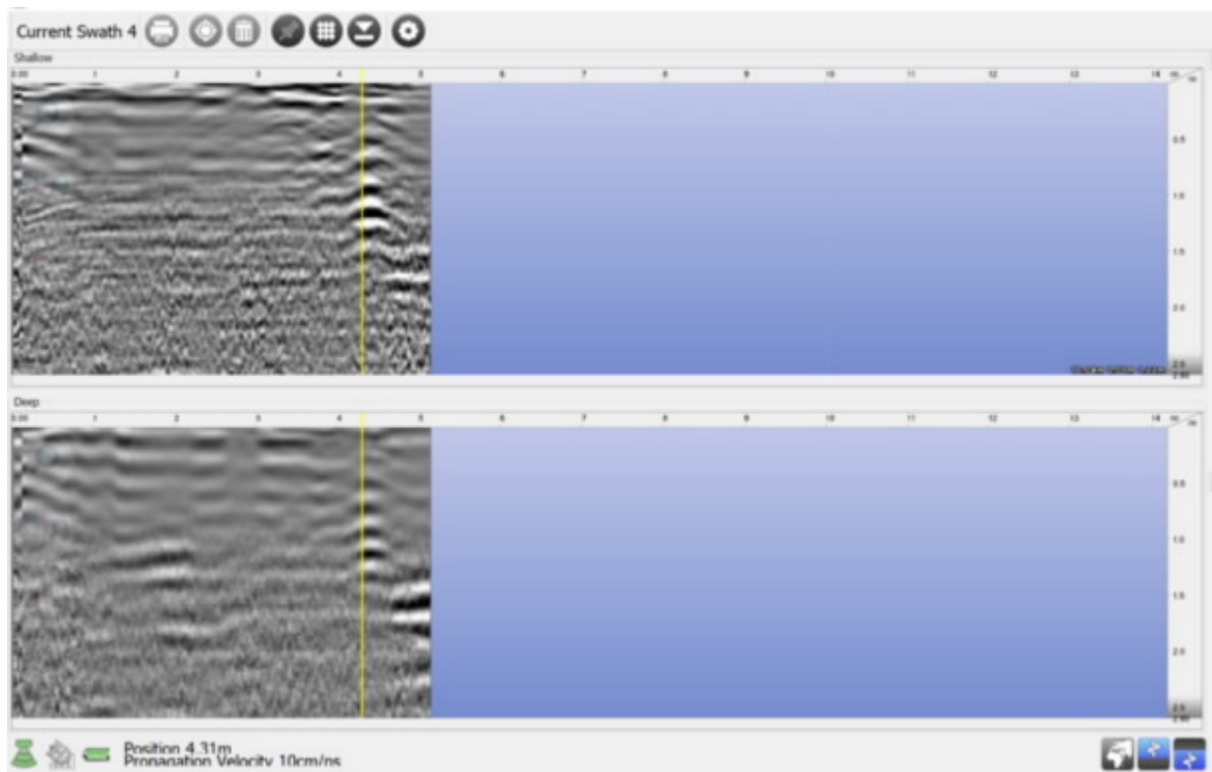 Current Swath 4
Shallow
0.00 1 2 3 4 5 6 7 8 9 10 11 12 13 14 m
0.5
1.0
1.5
2.0
2.5
Deep
0.00 1 2 3 4 5 6 7 8 9 10 11 12 13 14 m
0.5
1.0
1.5
2.0
2.5
Position 4.31m
Propagation Velocity 10cm/ns